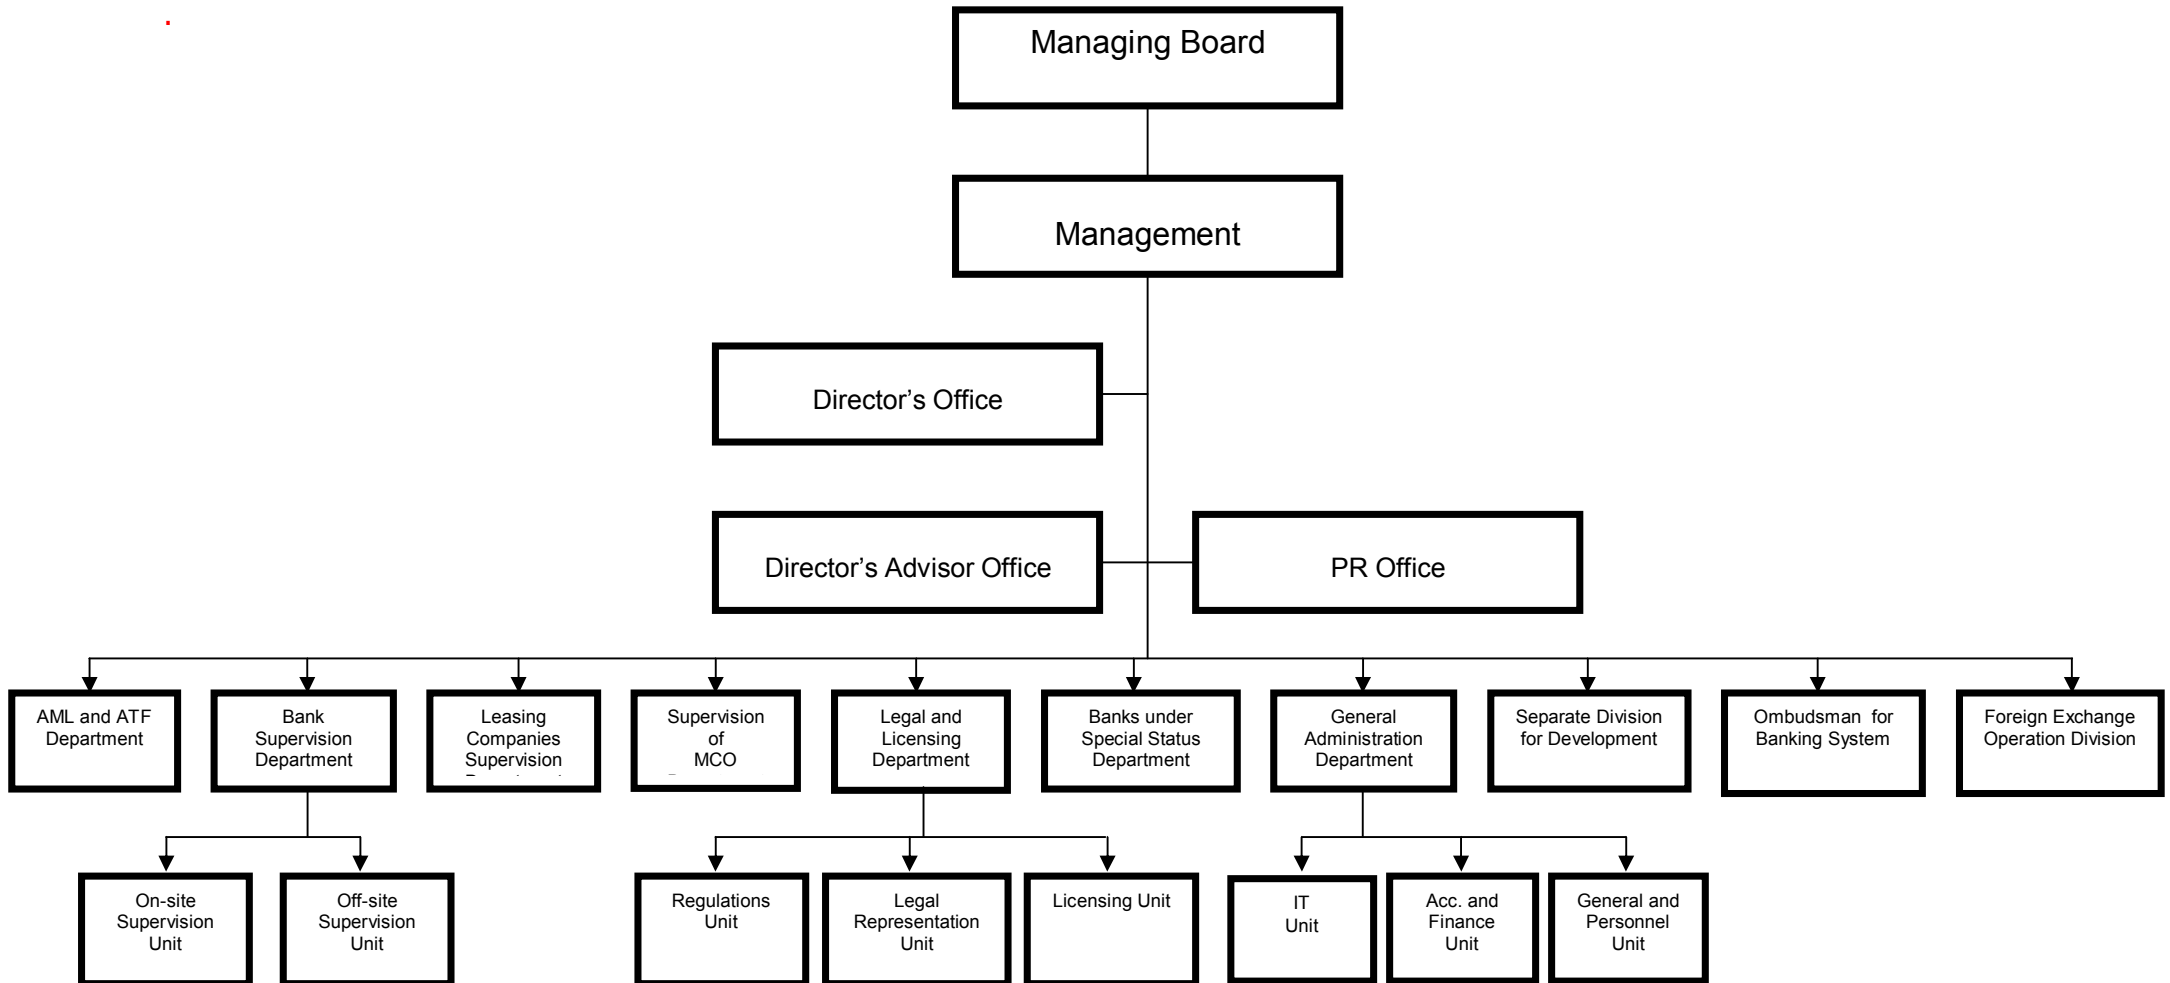 Managing Board
Management
Director’s Office
Director’s Advisor Office
PR Office
AML and ATF
Department
Bank
Supervision
Department
Leasing
Companies
Supervision
Supervision
of
MCO
Legal and
Licensing
Department
Banks under
Special Status
Department
General
Administration
Department
Separate Division
for Development
Ombudsman for
Banking System
Foreign Exchange
Operation Division
On-site
Supervision
Unit
Off-site
Supervision
Unit
Regulations
Unit
Legal
Representation
Unit
Licensing Unit
IT
Unit
Acc. and
Finance
Unit
General and
Personnel
Unit